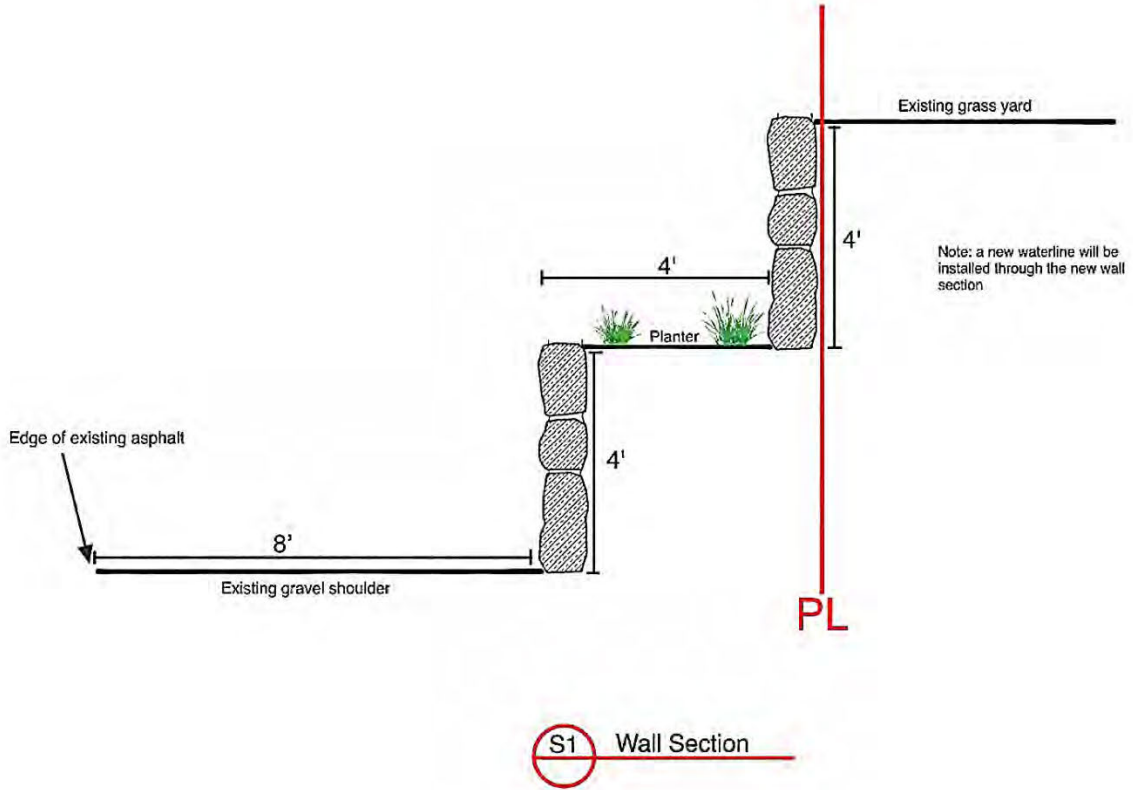 Existing grass yard
4'
Note: a new waterline will be
installed through the new wall
section
4'
Planter
4'
Edge of existing asphalt
8'
Existing gravel shoulder
PL
S1 Wall Section